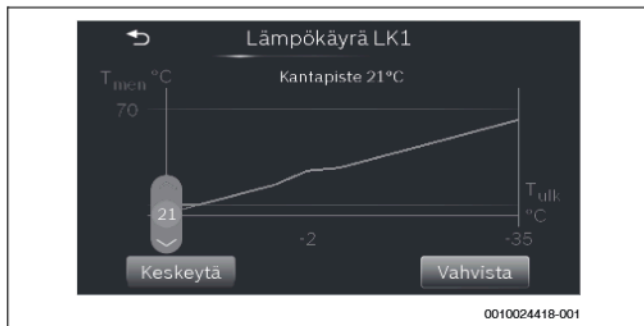 Lämpökäyrä LK1
Kantapiste 21°C
Tmen °C
70
21
Tulk
°C
-2
-35
Keskeytä
Vahvista
0010024418-001